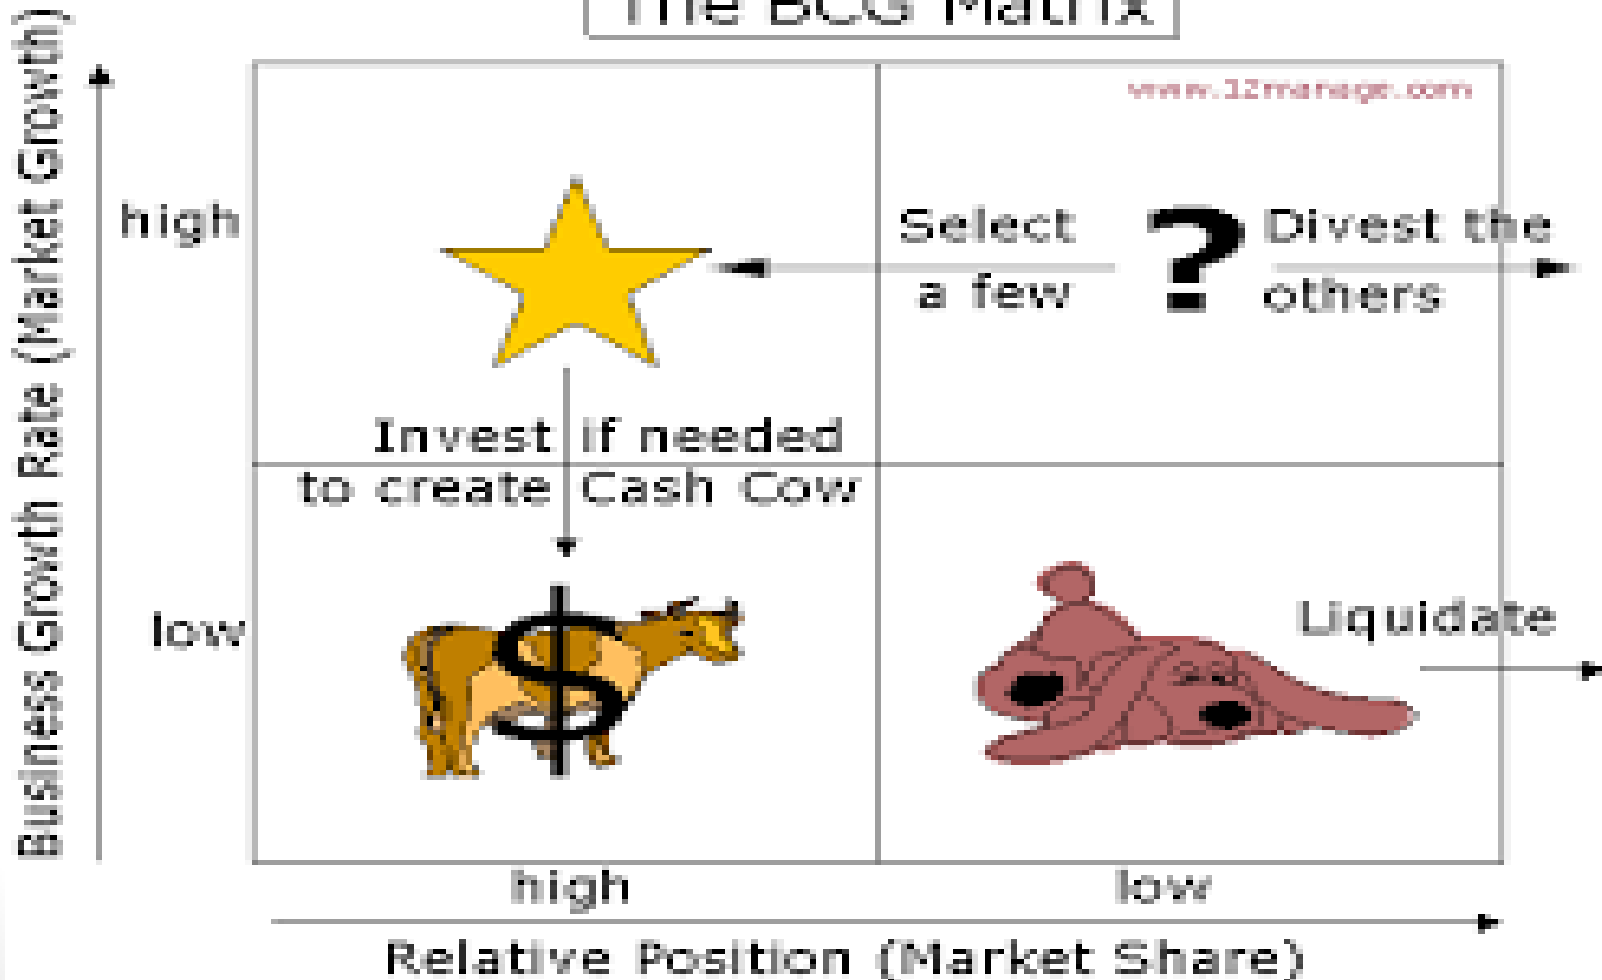 The BCG Matrix
www.12manage.com
Business Growth Rate (Market Growth)
high
Select
a few
?
Divest the
others
Invest if needed
to create Cash Cow
low
$
Liquidate
high
low
Relative Position (Market Share)